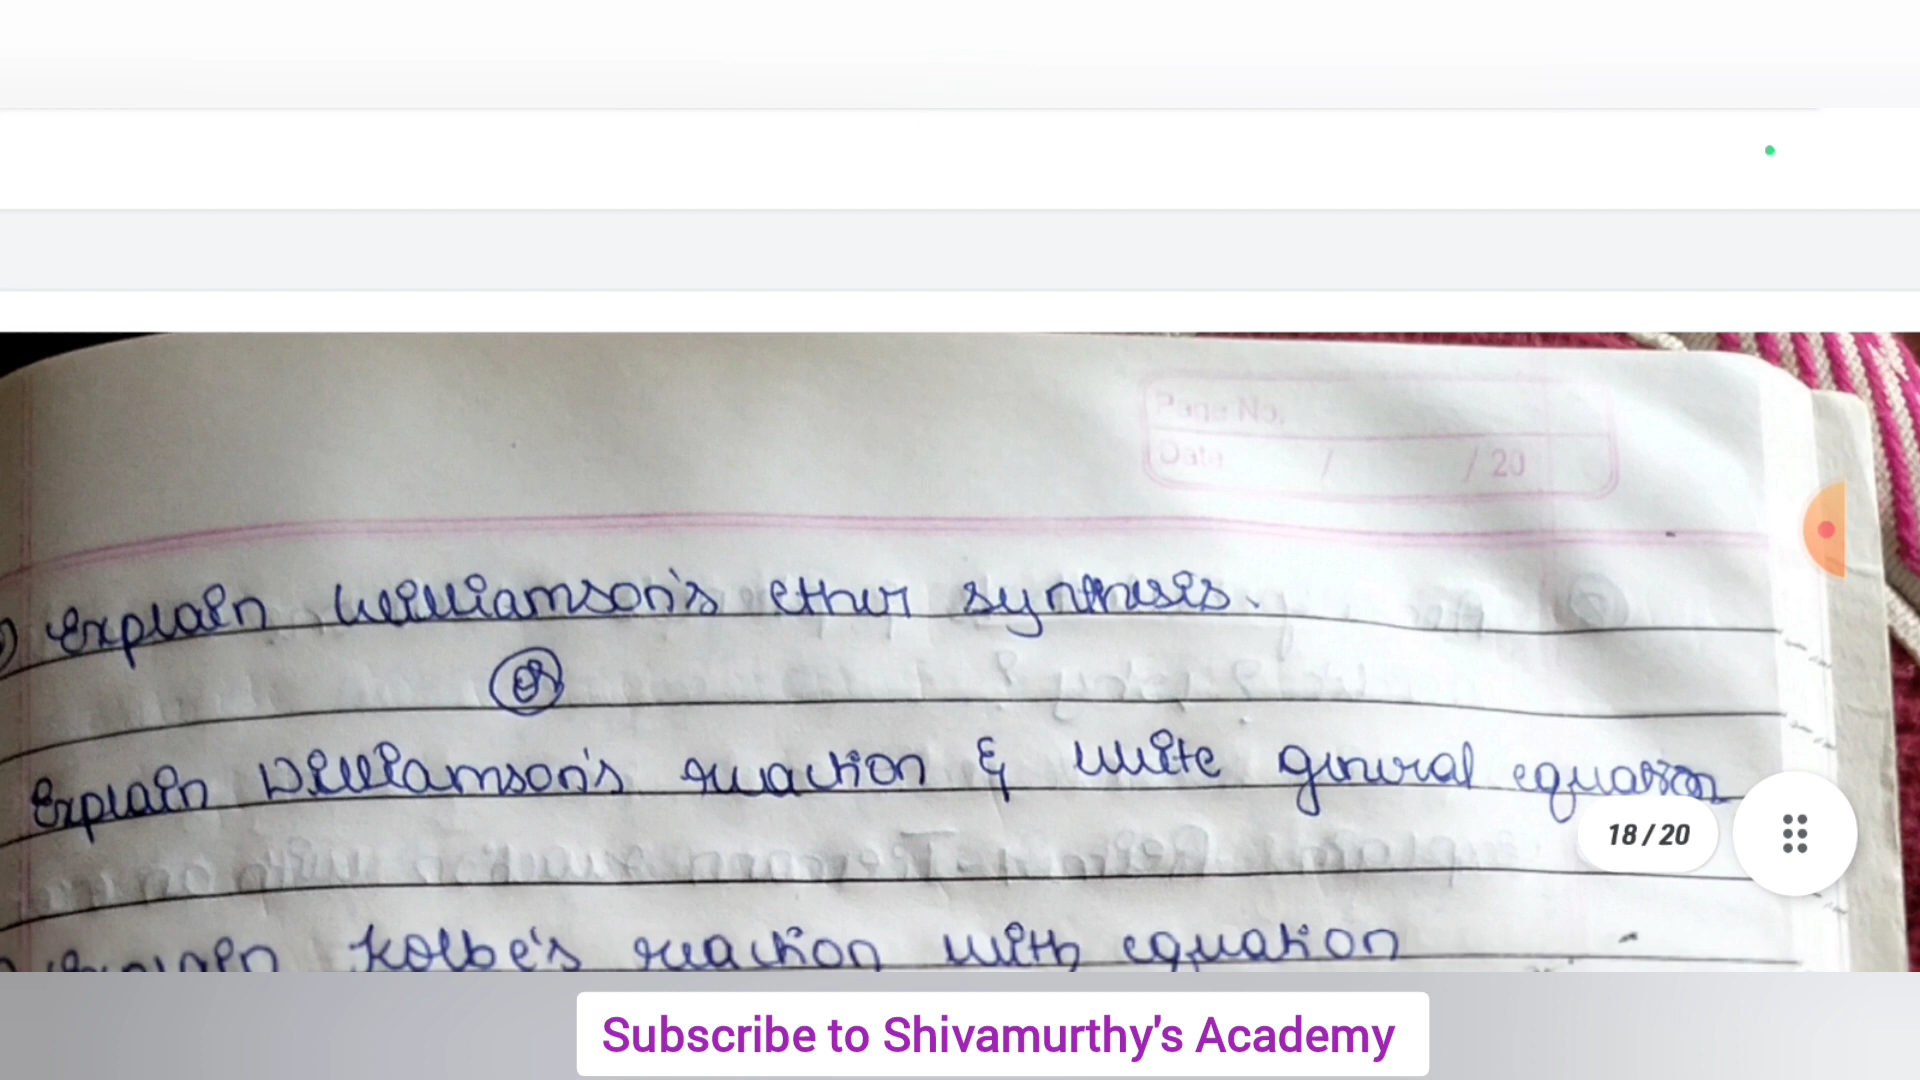 Page No.
Date / / 20
Explain Williamson's ether synthesis.
or
Explain Williamson's reaction & write general equation
18/20
Explain Kolbe's reaction with equation
Subscribe to Shivamurthy's Academy